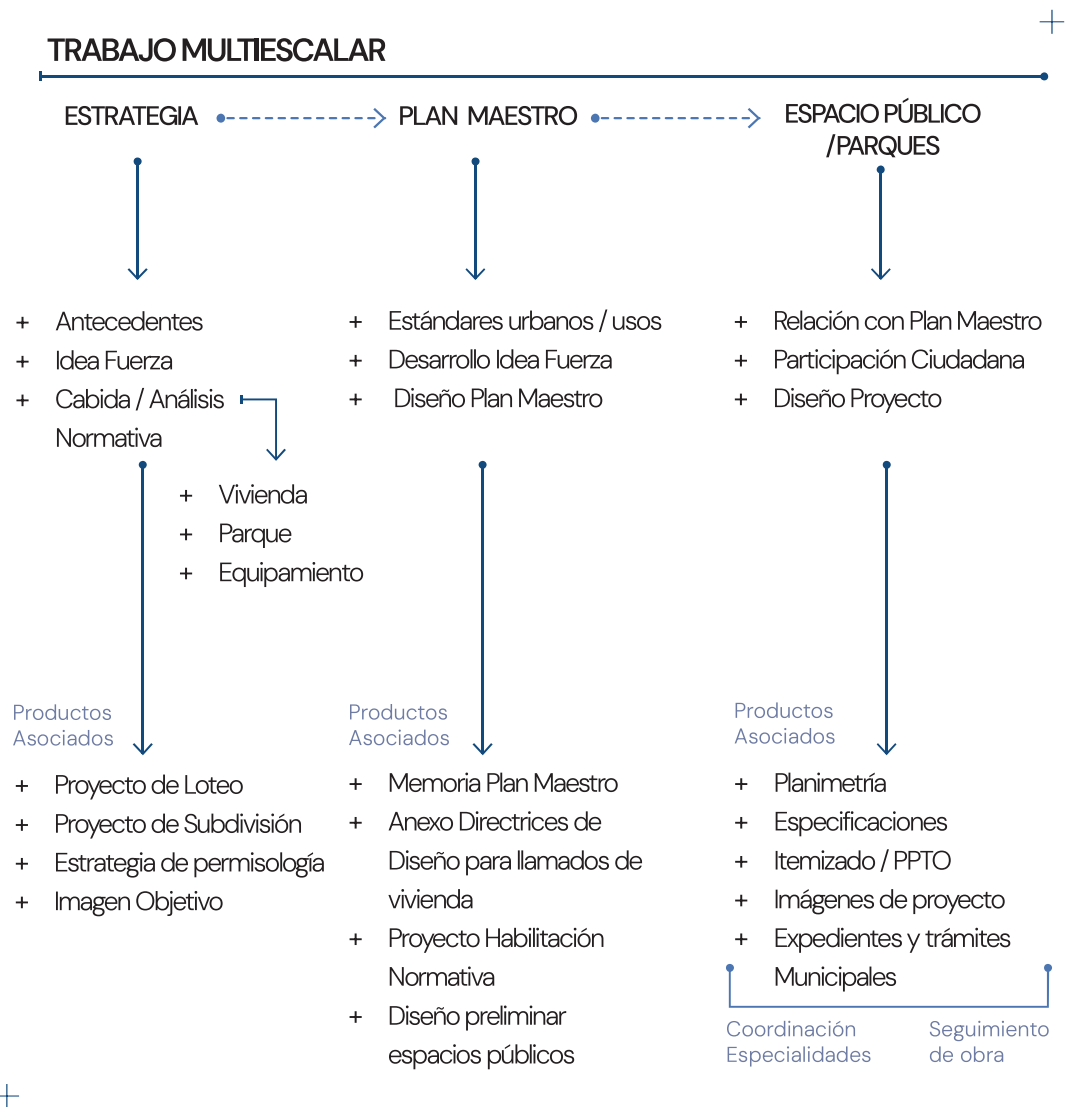 TRABAJO MULTIESCALAR
ESTRATEGIA
PLAN MAESTRO
ESPACIO PÚBLICO
/PARQUES
+ Antecedentes
+ Idea Fuerza
+ Cabida / Análisis
Normativa
+ Vivienda
+ Parque
+ Equipamiento
+ Estándares urbanos / usos
+ Desarrollo Idea Fuerza
+ Diseño Plan Maestro
+ Relación con Plan Maestro
+ Participación Ciudadana
+ Diseño Proyecto
Productos
Asociados
+ Proyecto de Loteo
+ Proyecto de Subdivisión
+ Estrategia de permisología
+ Imagen Objetivo
Productos
Asociados
+ Memoria Plan Maestro
+ Anexo Directrices de
Diseño para llamados de
vivienda
+ Proyecto Habilitación
Normativa
+ Diseño preliminar
espacios públicos
Productos
Asociados
+ Planimetría
+ Especificaciones
+ Itemizado / PPTO
+ Imágenes de proyecto
+ Expedientes y trámites
Municipales
Coordinación
Especialidades
Seguimiento
de obra